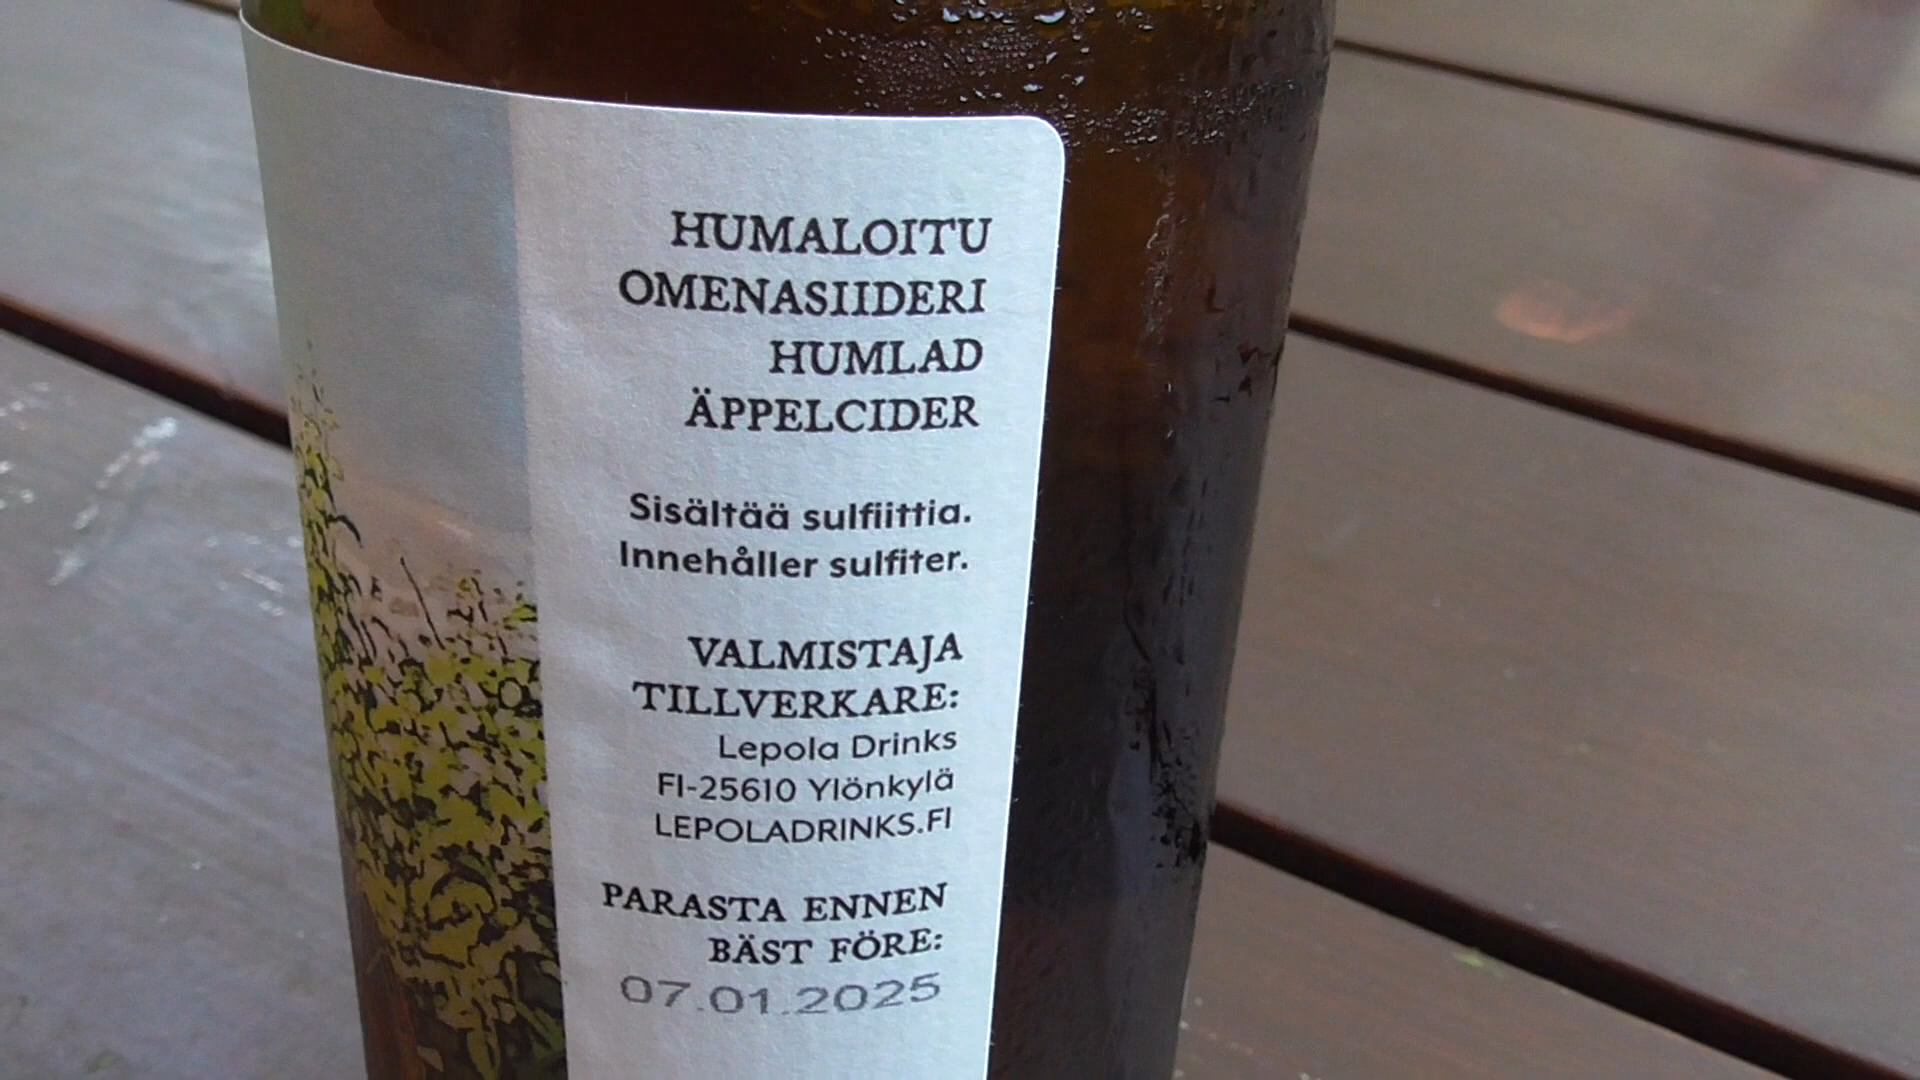 HUMALOITU
OMENASIIDERI
HUMLAD
ÄPPELCIDER
Sisältää sulfiittia.
Innehåller sulfiter.
VALMISTAJA
TILLVERKARE:
Lepola Drinks
FI-25610 Ylönkylä
LEPOLADRINKS.FI
PARASTA ENNEN
BÄST FÖRE:
07.01.2025